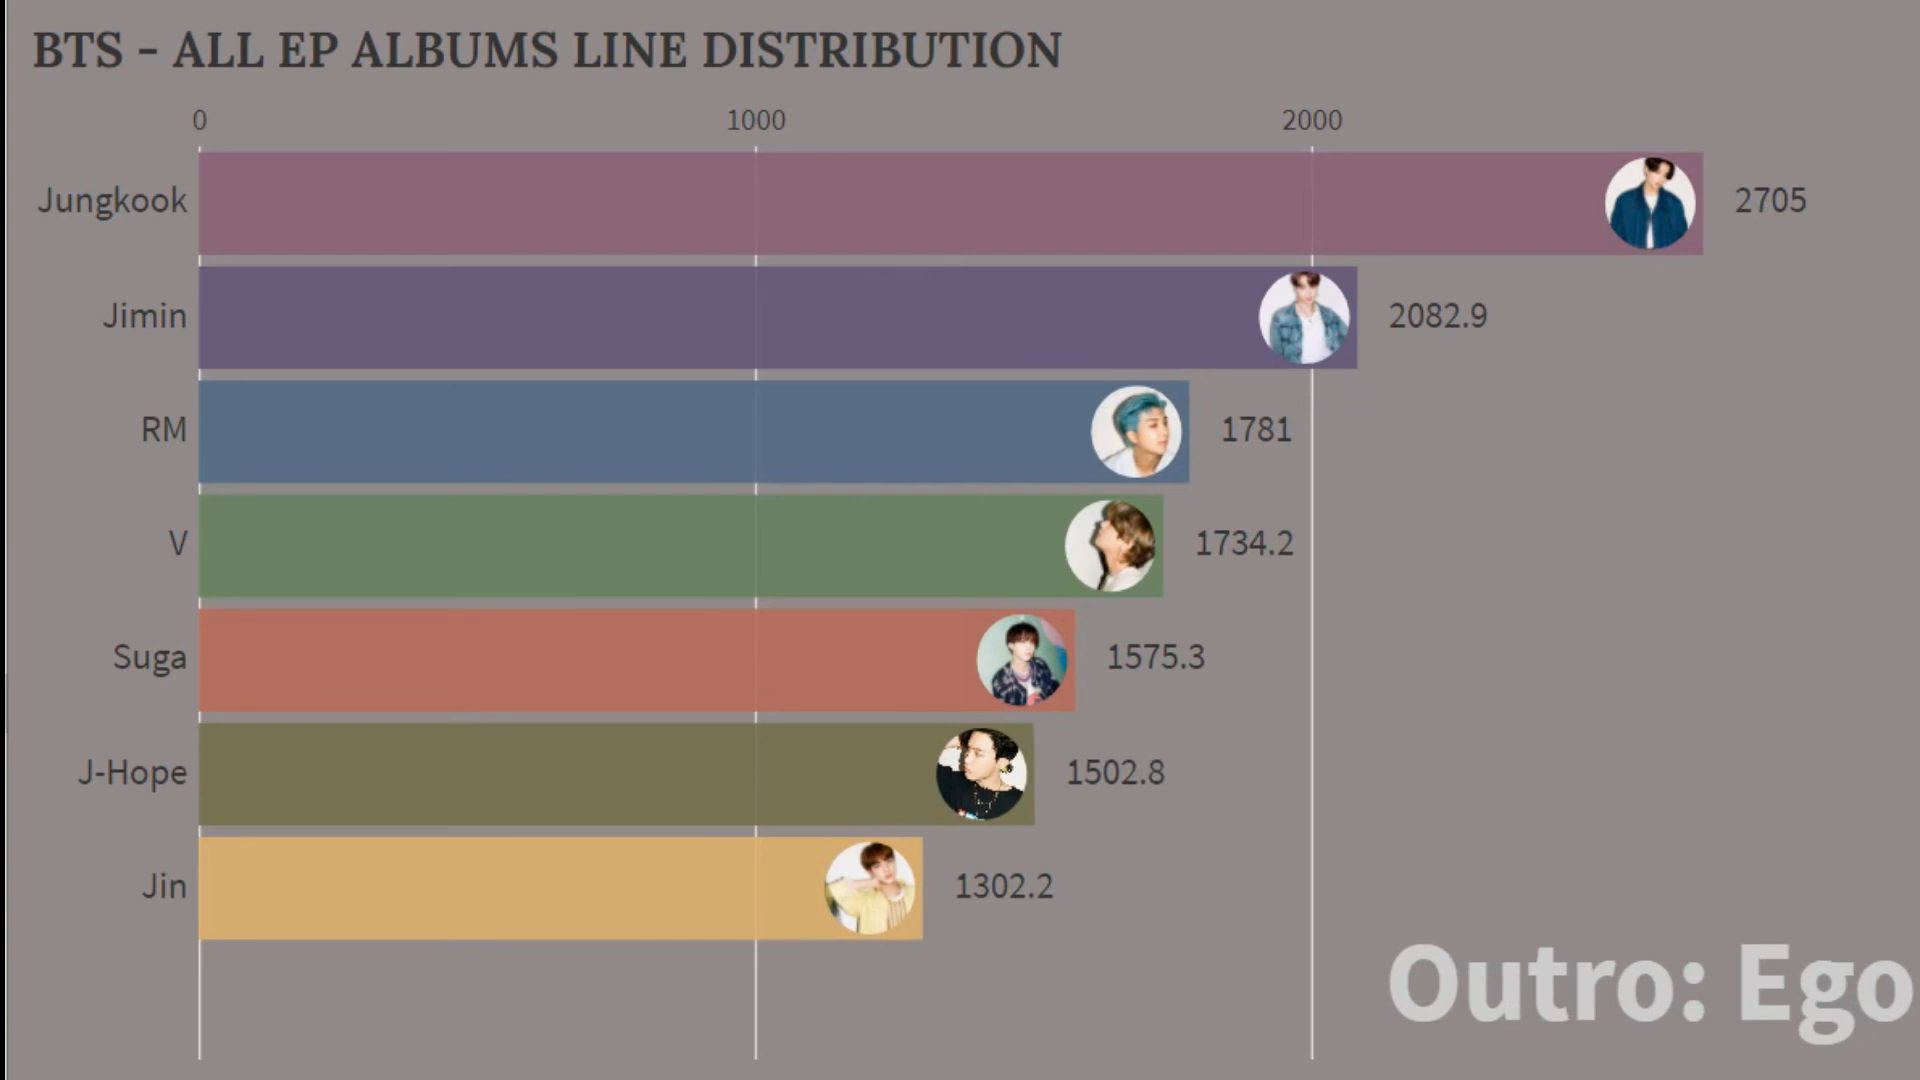 BTS - ALL EP ALBUMS LINE DISTRIBUTION
0 1000 2000
Jungkook 2705
Jimin 2082.9
RM 1781
V 1734.2
Suga 1575.3
J-Hope 1502.8
Jin 1302.2
Outro: Ego